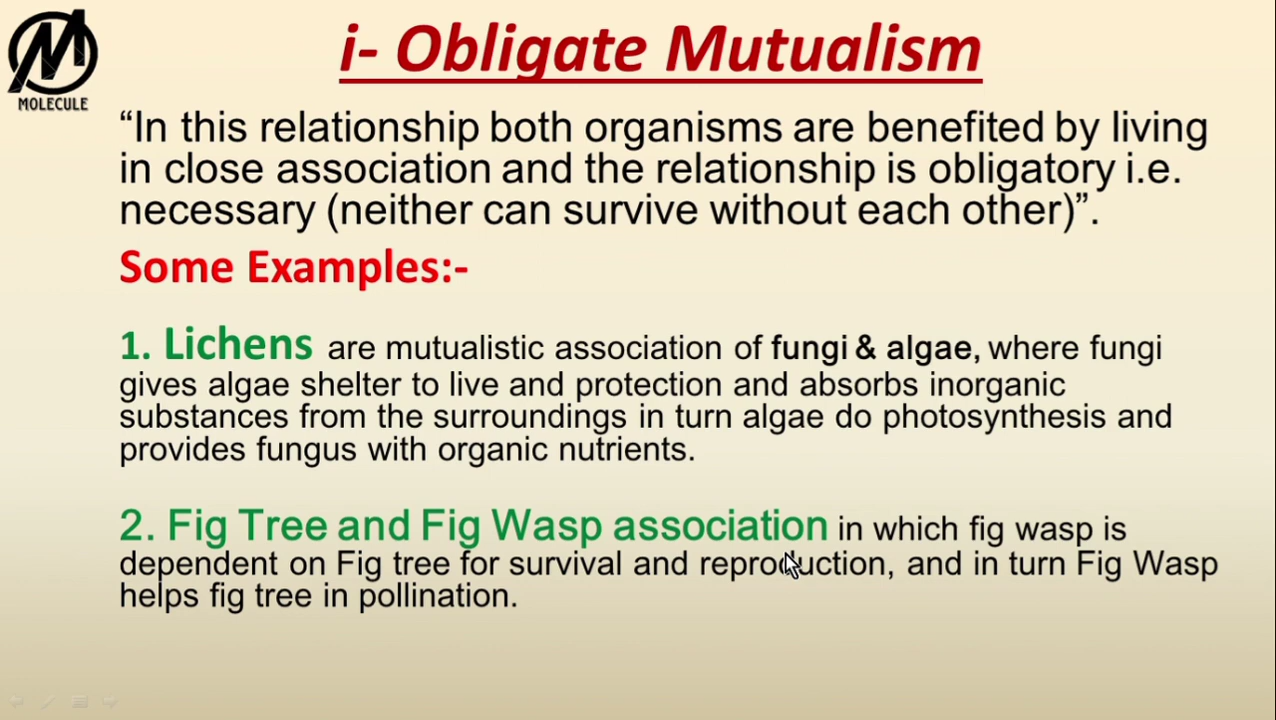 MOLECULE
i- Obligate Mutualism
“In this relationship both organisms are benefited by living
in close association and the relationship is obligatory i.e.
necessary (neither can survive without each other)”.
Some Examples:-
1. Lichens are mutualistic association of fungi & algae, where fungi
gives algae shelter to live and protection and absorbs inorganic
substances from the surroundings in turn algae do photosynthesis and
provides fungus with organic nutrients.
2. Fig Tree and Fig Wasp association in which fig wasp is
dependent on Fig tree for survival and reproduction, and in turn Fig Wasp
helps fig tree in pollination.